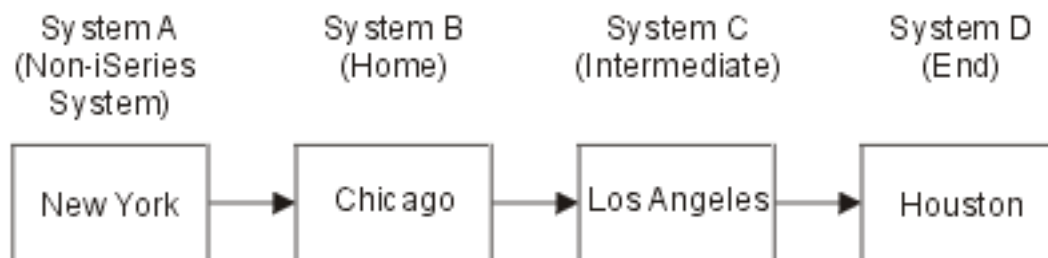 System A
(Non-iSeries
System)
System B
(Home)
System C
(Intermediate)
System D
(End)
New York
Chicago
Los Angeles
Houston